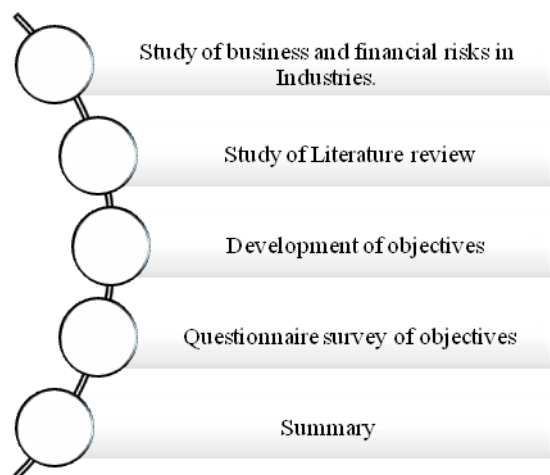 Study of business and financial risks in
Industries.
Study of Literature review
Development of objectives
Questionnaire survey of objectives
Summary